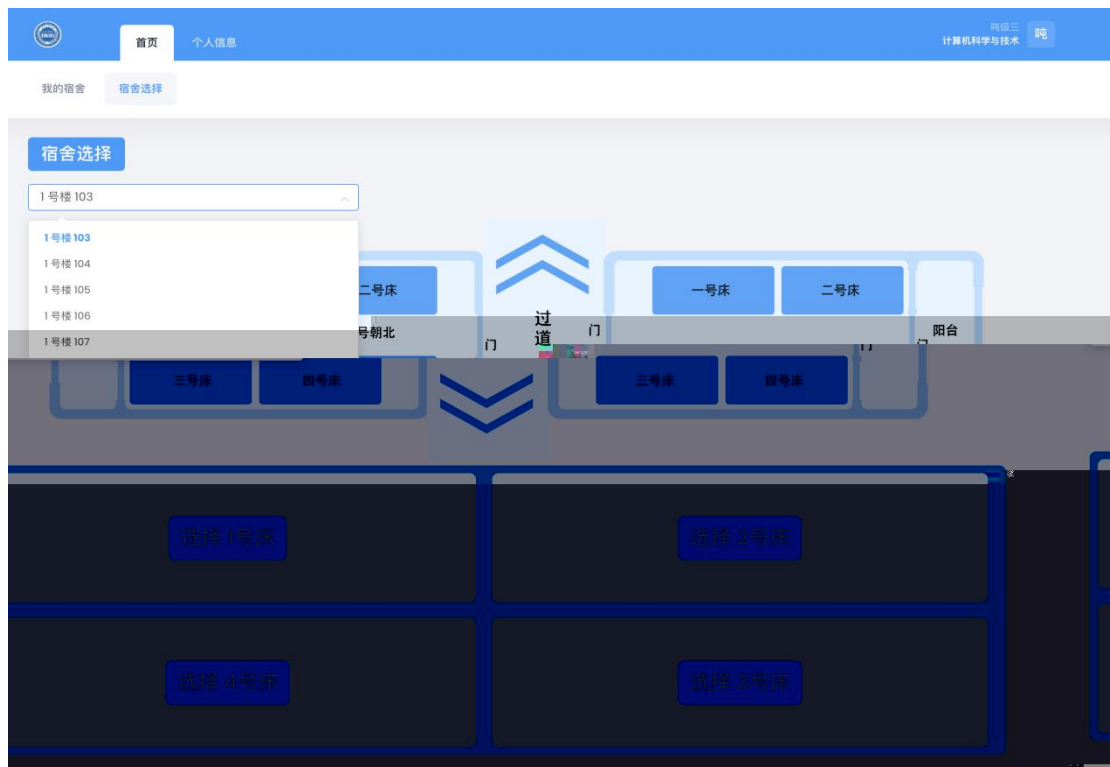 首页
个人信息
吨级三
计算机科学与技术
吨
我的宿舍
宿舍选择
宿舍选择
1号楼 103
1号楼 103
1号楼 104
1号楼 105
1号楼 106
1号楼 107
二号床
一号床
二号床
过道
号朝北
门
门
阳台
三号床
四号床
三号床
四号床
选择 1号床
选择 2号床
选择 4号床
选择 3号床